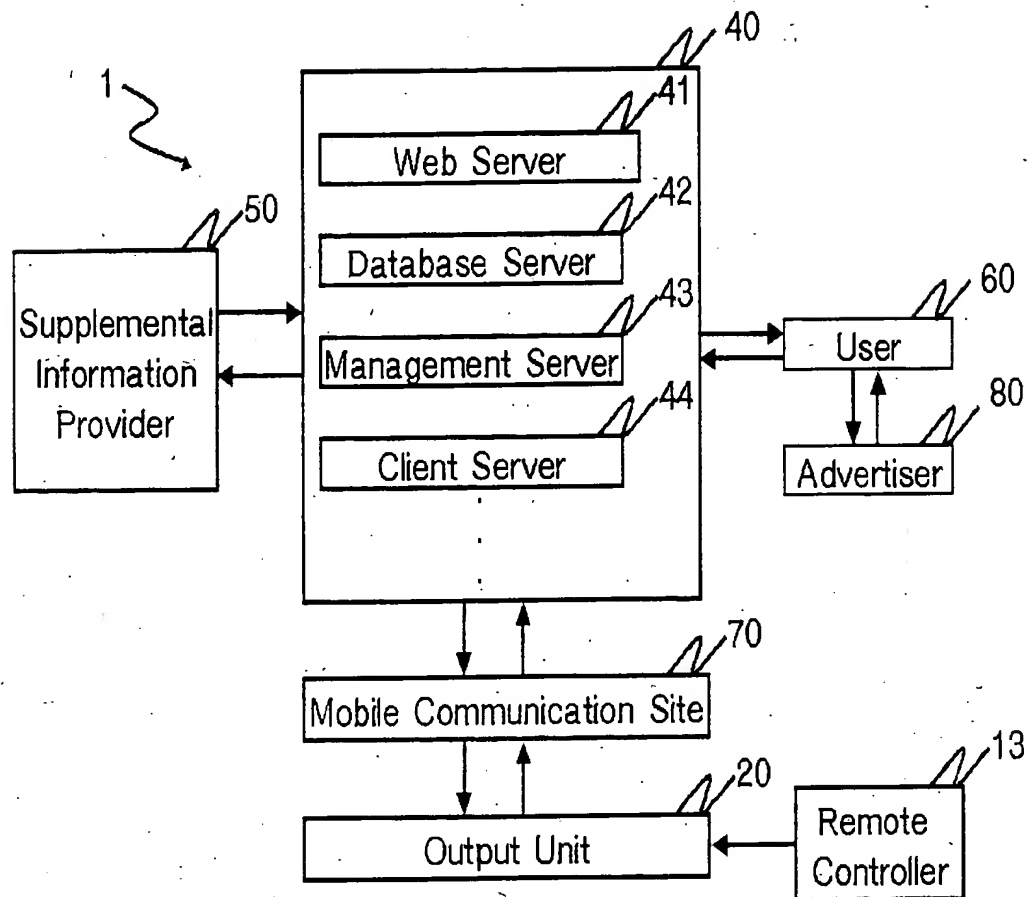 40
1
41
Web Server
42
50
Database Server
43
60
Supplemental
Information
Provider
Management Server
User
44
80
Client Server
Advertiser
70
Mobile Communication Site
20
13
Output Unit
Remote
Controller